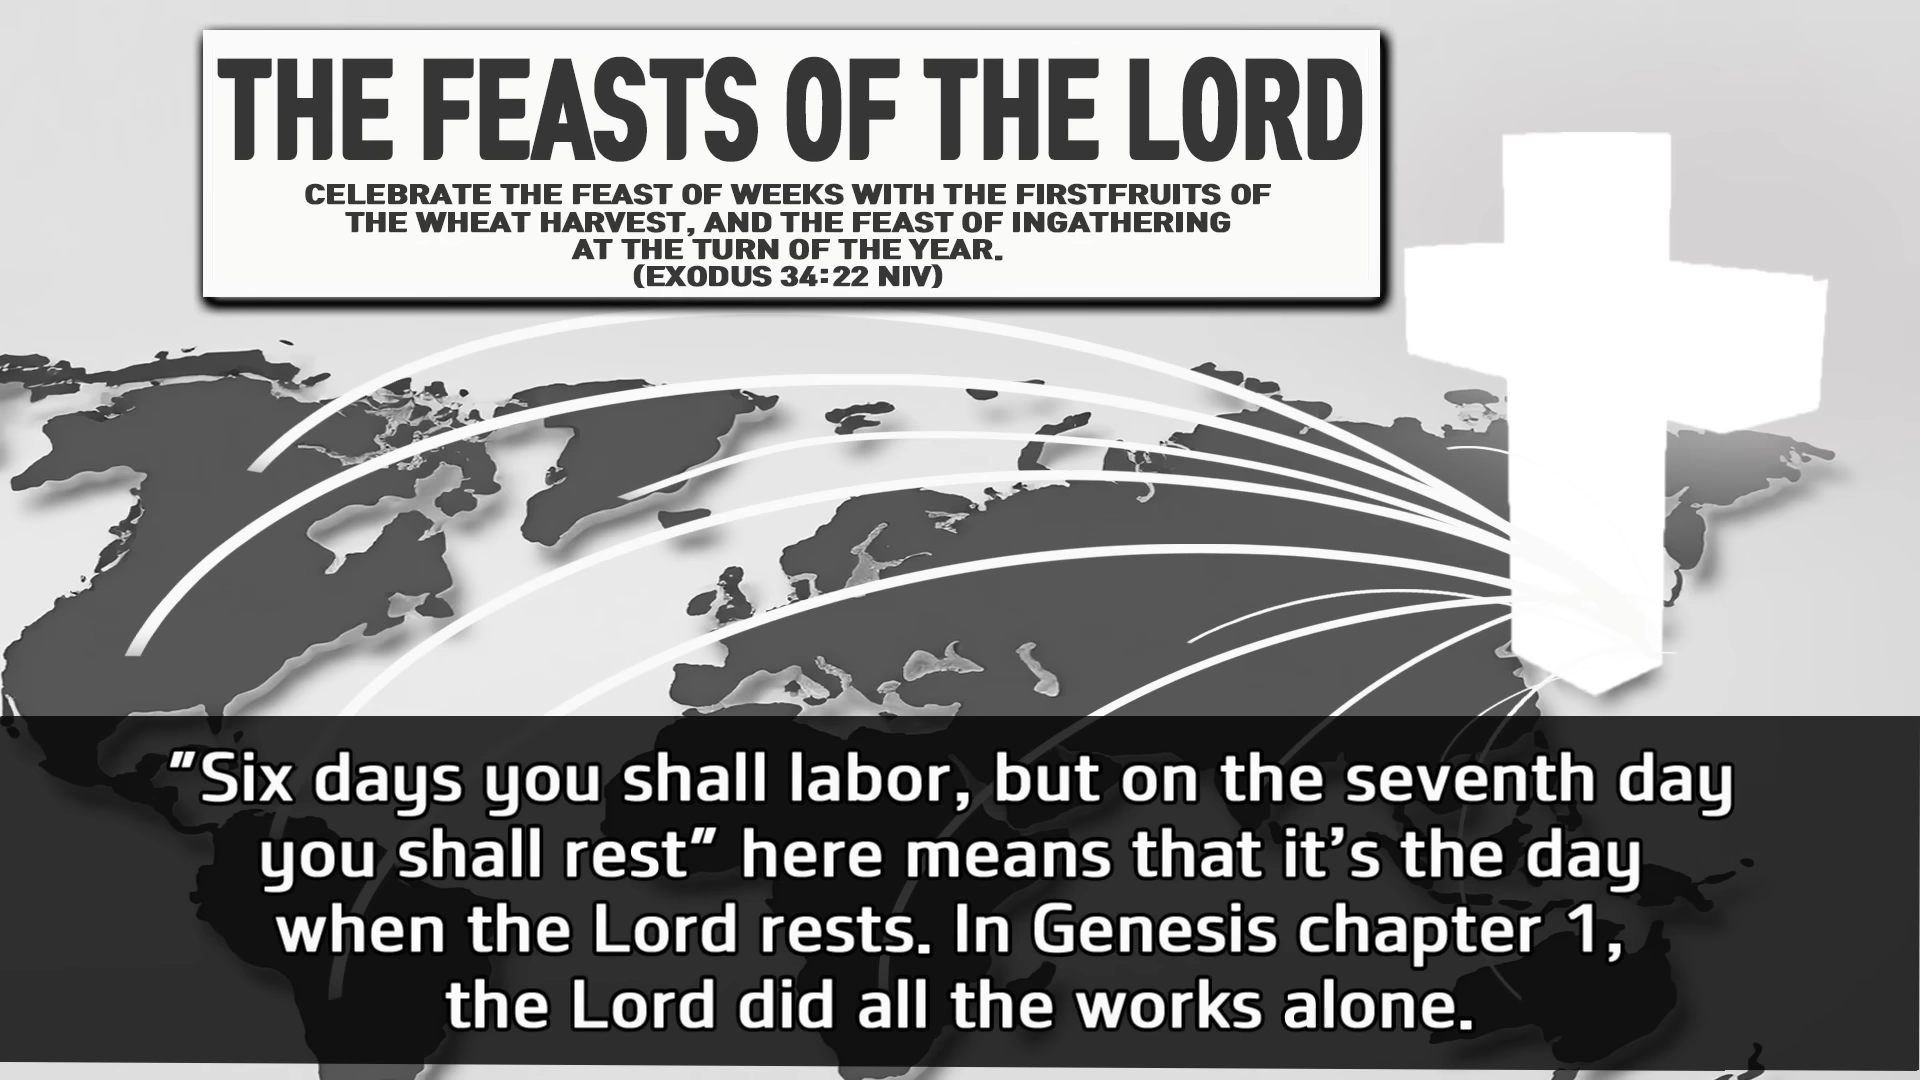 THE FEASTS OF THE LORD
CELEBRATE THE FEAST OF WEEKS WITH THE FIRSTFRUITS OF
THE WHEAT HARVEST, AND THE FEAST OF INGATHERING
AT THE TURN OF THE YEAR.
(EXODUS 34:22 NIV)
"Six days you shall labor, but on the seventh day
you shall rest" here means that it's the day
when the Lord rests. In Genesis chapter 1,
the Lord did all the works alone.